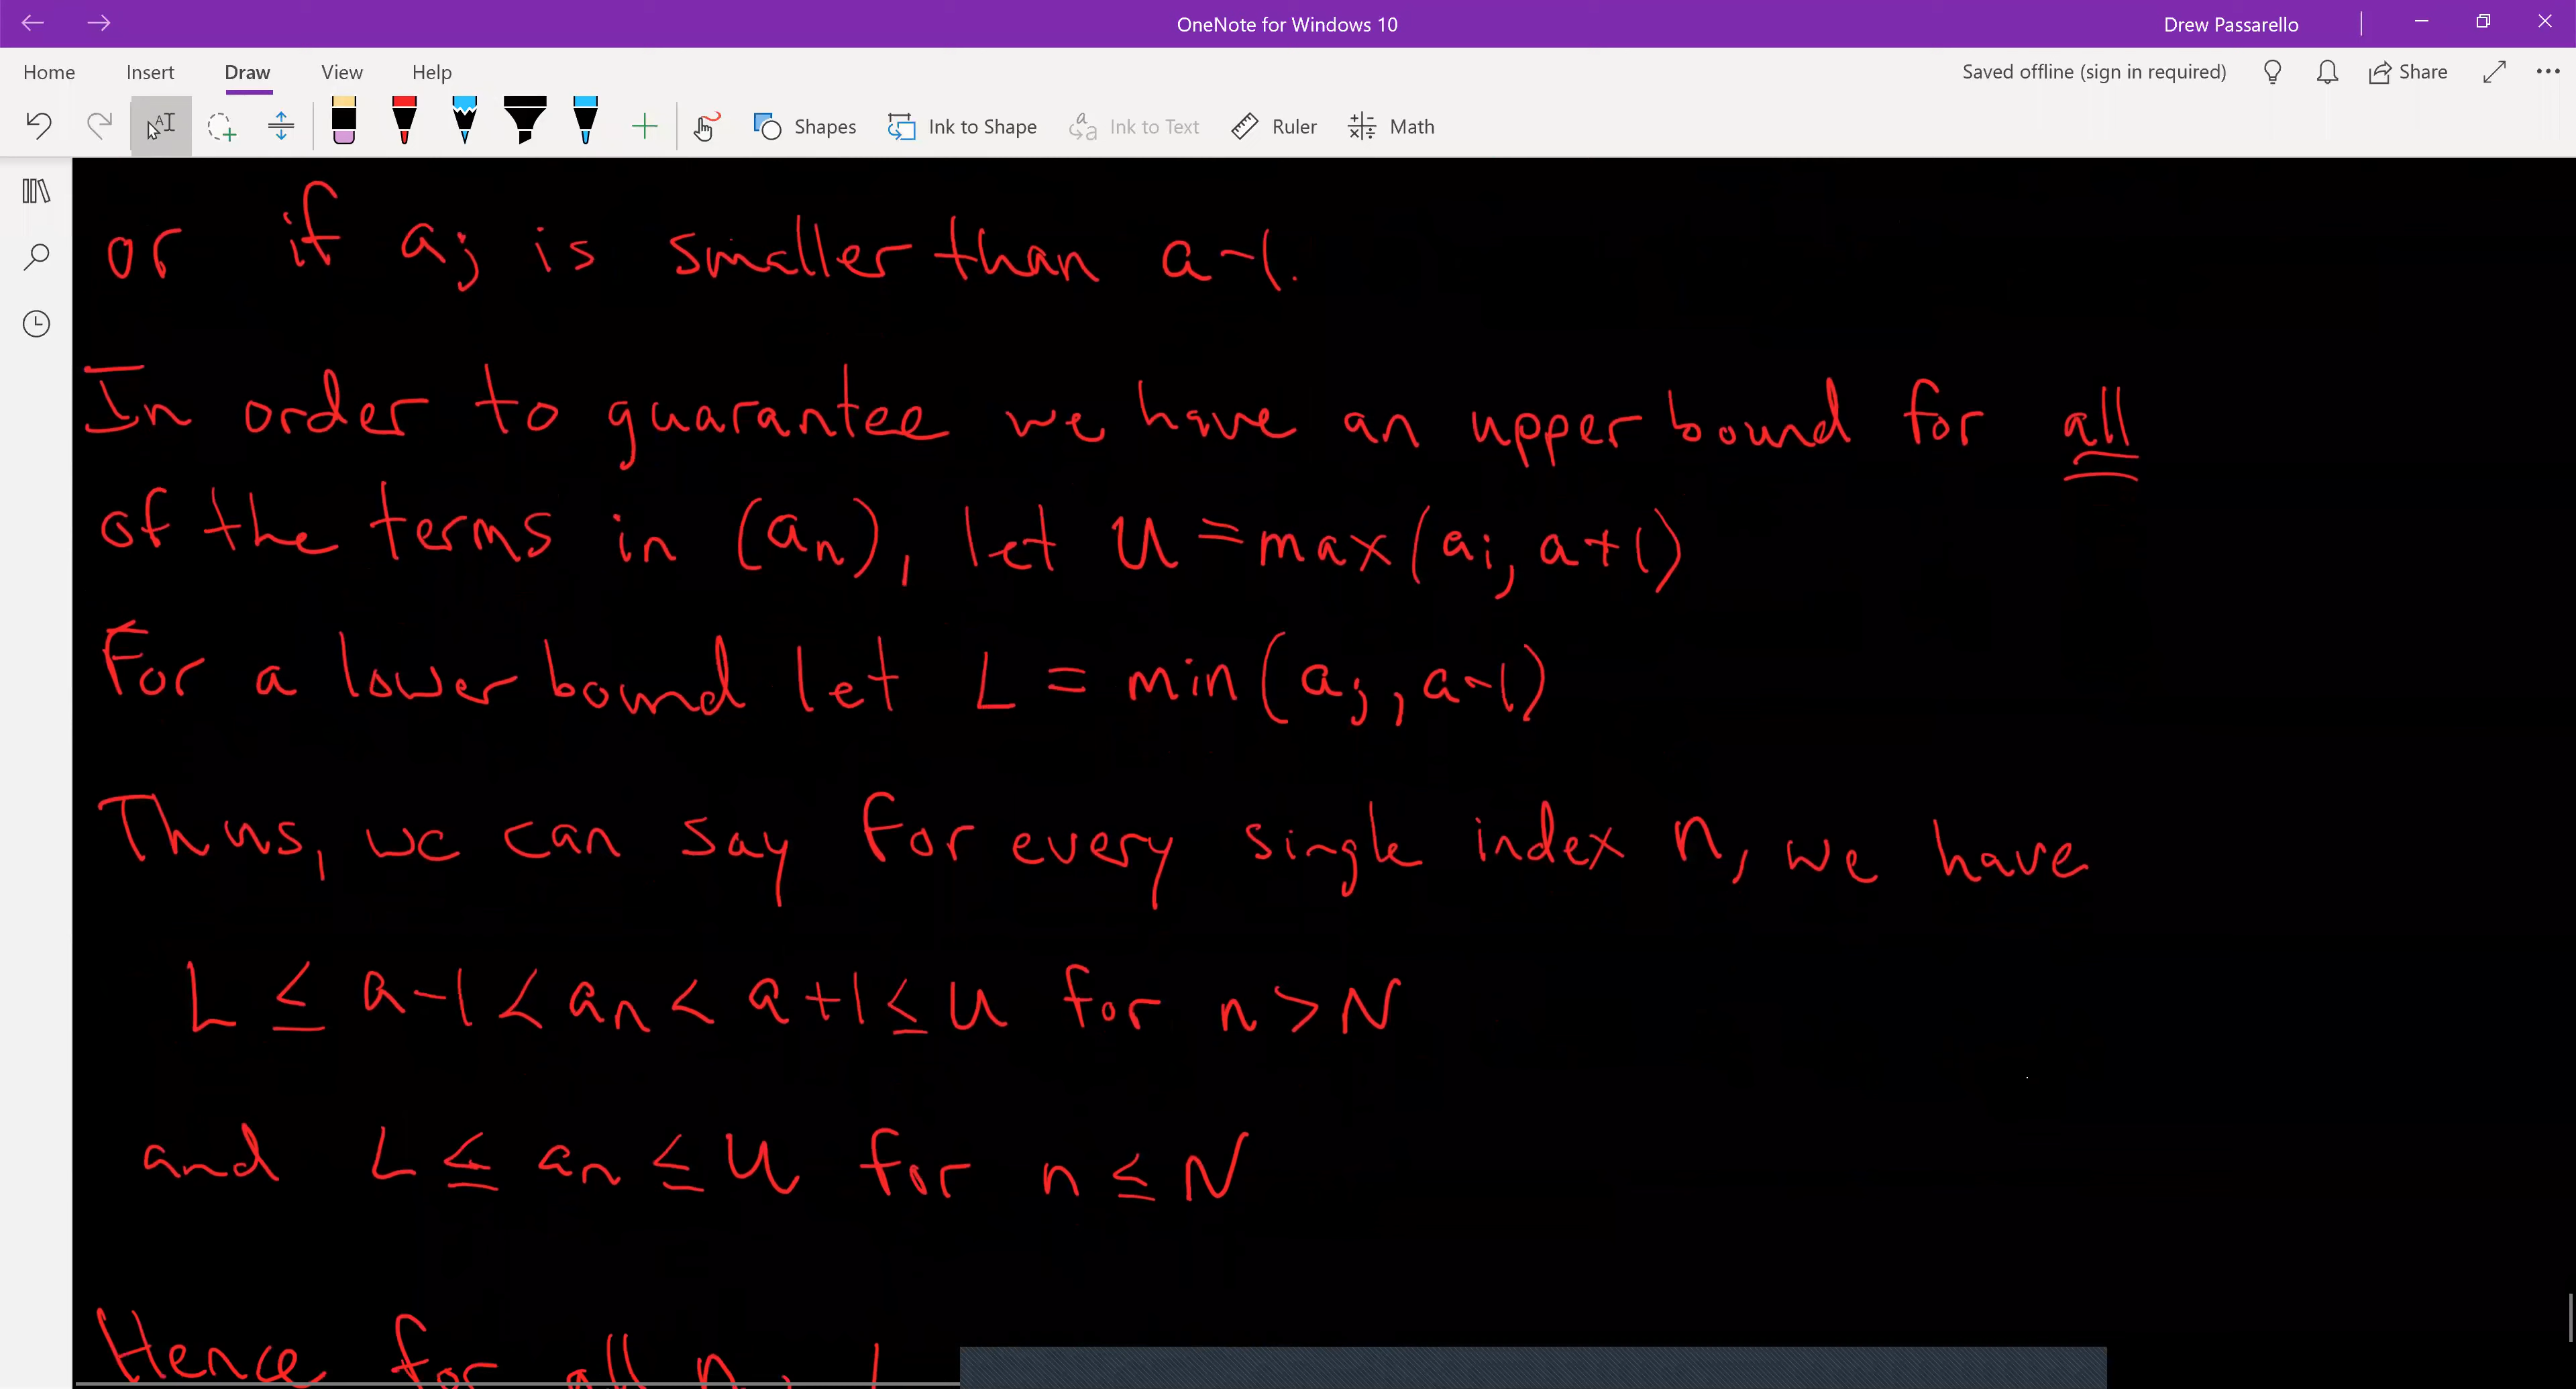 OneNote for Windows 10
Drew Passarello
Home Insert Draw View Help
Saved offline (sign in required) Share
Shapes Ink to Shape Ink to Text Ruler Math
or if aj is smaller than a-1.
In order to guarantee we have an upper bound for all
of the terms in (an), let U = max(ai, a+1)
For a lower bound let L = min(aj, a-1)
Thus, we can say for every single index n, we have
L ≤ a-1 < an < a+1 ≤ U for n > N
and L ≤ an ≤ U for n ≤ N
Hence for all n,